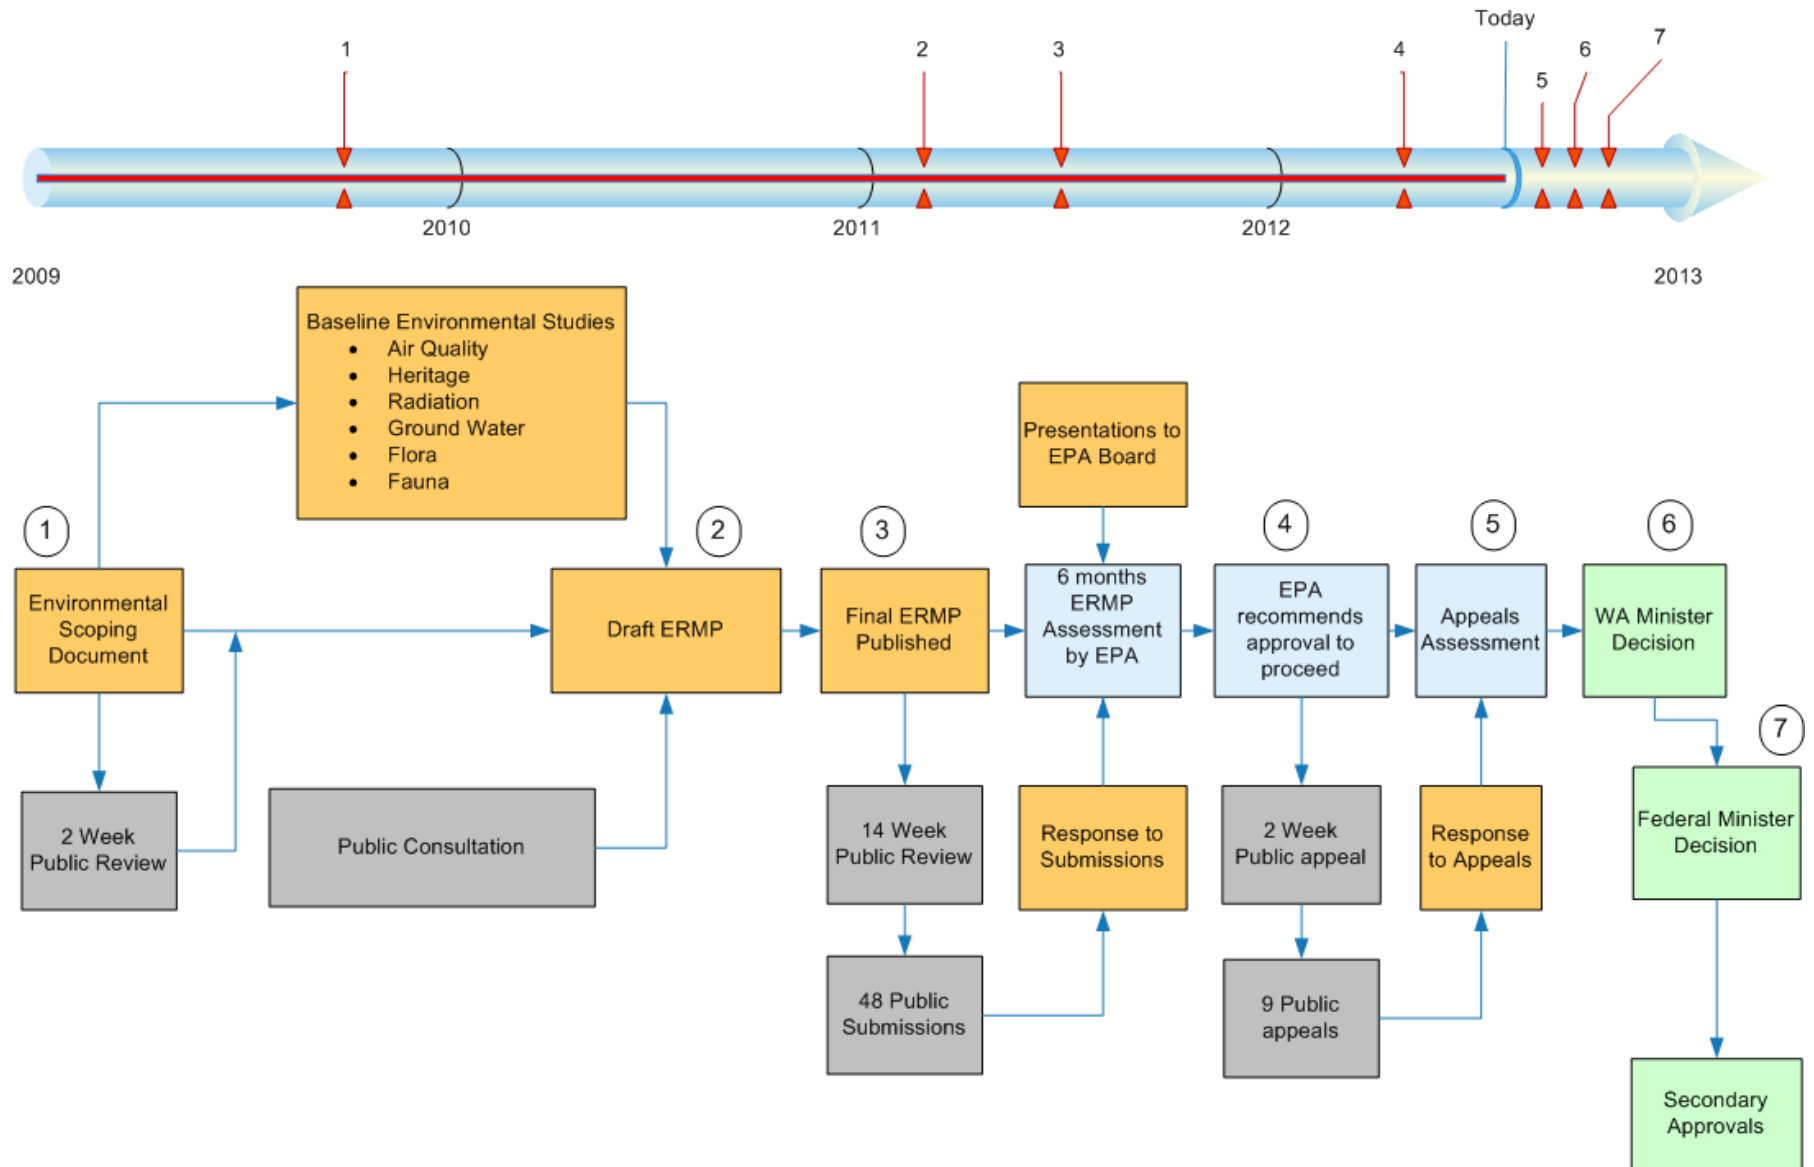 Today
1
2
3
4
5
6
7
2010
2011
2012
2009
2013
Baseline Environmental Studies
• Air Quality
• Heritage
• Radiation
• Ground Water
• Flora
• Fauna
Presentations to
EPA Board
1
2
3
4
5
6
Environmental
Scoping
Document
Draft ERMP
Final ERMP
Published
6 months
ERMP
Assessment
by EPA
EPA
recommends
approval to
proceed
Appeals
Assessment
WA Minister
Decision
7
2 Week
Public Review
Public Consultation
14 Week
Public Review
Response to
Submissions
2 Week
Public appeal
Response
to Appeals
Federal Minister
Decision
48 Public
Submissions
9 Public
appeals
Secondary
Approvals